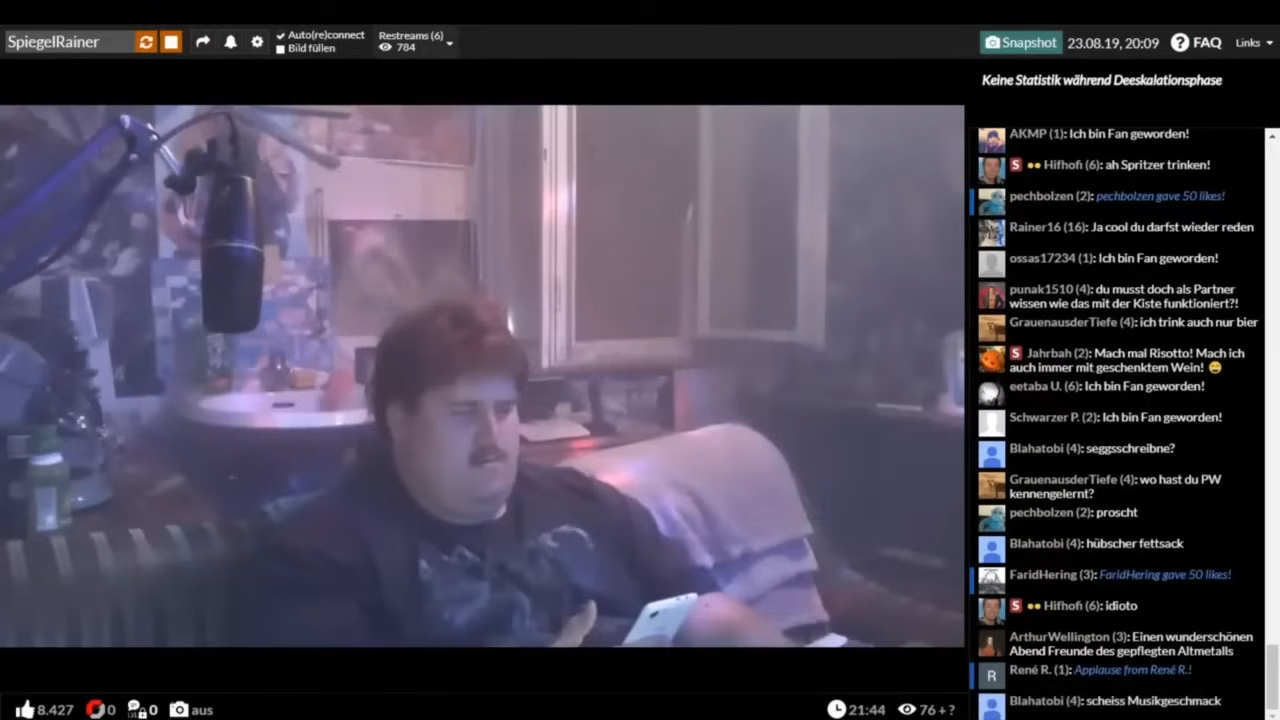 SpiegelRainer
Auto(re)connect
Bild füllen
Restreams (6)
784
Snapshot
23.08.19, 20:09
FAQ
Links
Keine Statistik während Deeskalationsphase
AKMP (1): Ich bin Fan geworden!
S Hifhofi (6): ah Spritzer trinken!
pechbolzen (2): pechbolzen gave 50 likes!
Rainer16 (16): Ja cool du darfst wieder reden
ossas17234 (1): Ich bin Fan geworden!
punak1510 (4): du musst doch als Partner
wissen wie das mit der Kiste funktioniert?!
GrauenausderTiefe (4): ich trink auch nur bier
S Jahrbah (2): Mach mal Risotto! Mach ich
auch immer mit geschenktem Wein! 😄
eetaba U. (6): Ich bin Fan geworden!
Schwarzer P. (2): Ich bin Fan geworden!
Blahatobi (4): seggsschreibne?
GrauenausderTiefe (4): wo hast du PW
kennengelernt?
pechbolzen (2): proscht
Blahatobi (4): hübscher fettsack
FaridHering (3): FaridHering gave 50 likes!
S Hifhofi (6): idioto
ArthurWellington (3): Einen wunderschönen
Abend Freunde des gepflegten Altmetalls
R
René R. (1): Applause from René R.!
Blahatobi (4): scheiss Musikgeschmack
8.427
0
0
aus
21:44
76 + ?